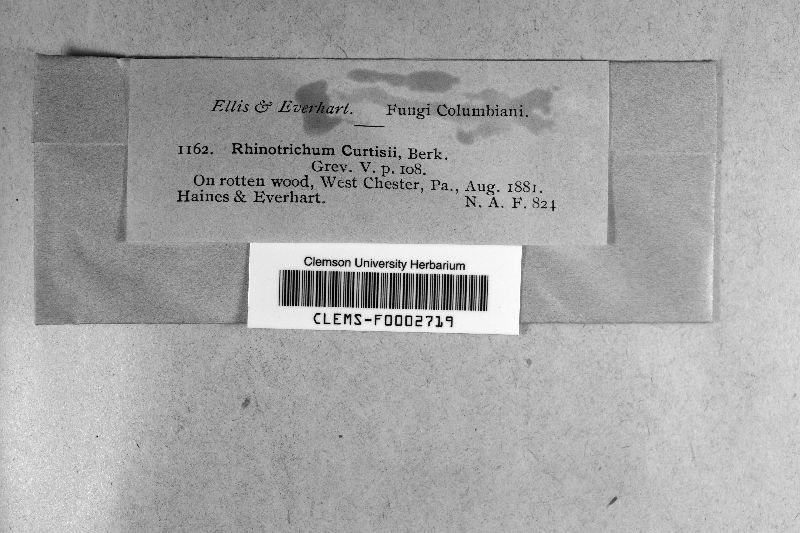 Ellis & Everhart. Fungi Columbiani.
1162. Rhinotrichum Curtisii, Berk.
Grev. V. p. 108.
On rotten wood, West Chester, Pa., Aug. 1881.
Haines & Everhart. N. A. F. 824
Clemson University Herbarium
CLEMS-F0002719